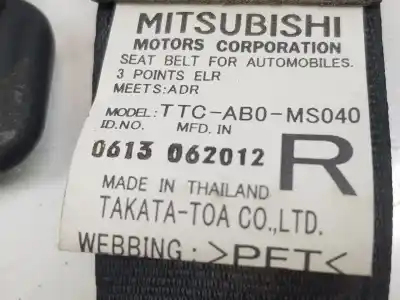 MITSUBISHI
MOTORS CORPORATION
SEAT BELT FOR AUTOMOBILES.
3 POINTS ELR
MEETS:ADR
MODEL: TTC-AB0-MS040
ID.NO. MFD. IN
0613 062012 R
MADE IN THAILAND
TAKATA-TOA CO.,LTD.
WEBBING: >PET<